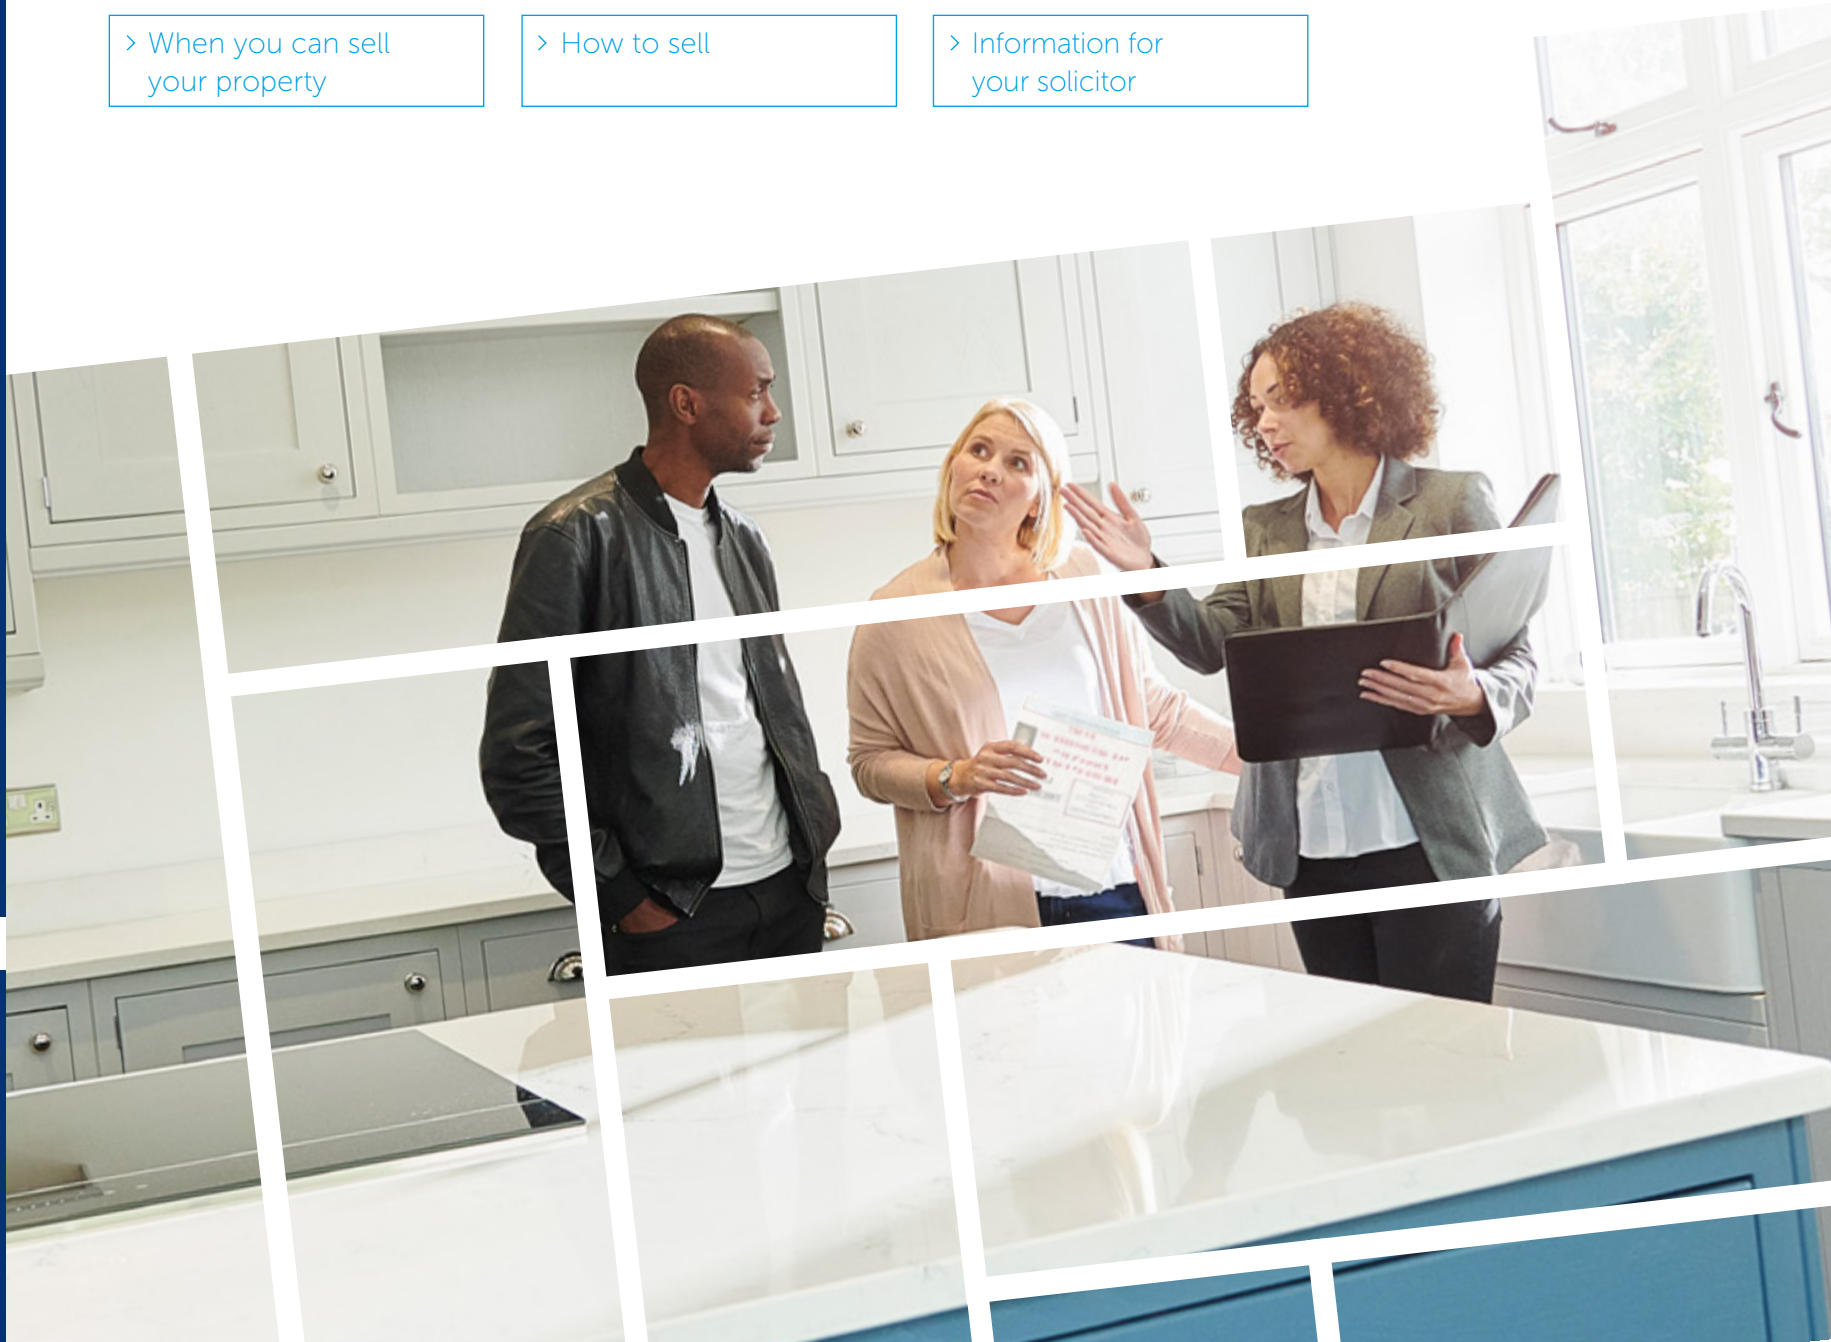 > When you can sell
your property
> How to sell
> Information for
your solicitor